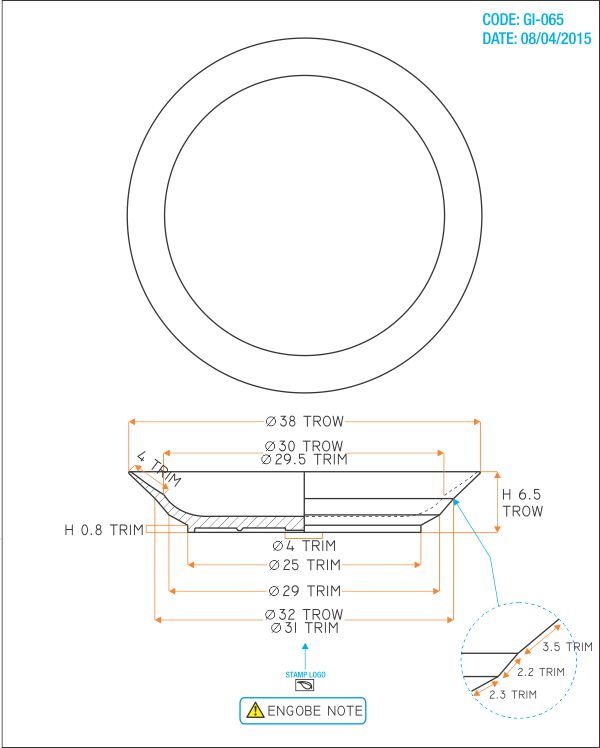 CODE: GI-065
DATE: 08/04/2015
Ø 38 TROW
Ø30 TROW
Ø 29.5 TRIM
4 TRIM
H 6.5
TROW
H 0.8 TRIM
Ø 4 TRIM
Ø 25 TRIM
Ø 29 TRIM
Ø 32 TROW
Ø 31 TRIM
3.5 TRIM
2.2 TRIM
2.3 TRIM
STAMP LOGO
ENGOBE NOTE